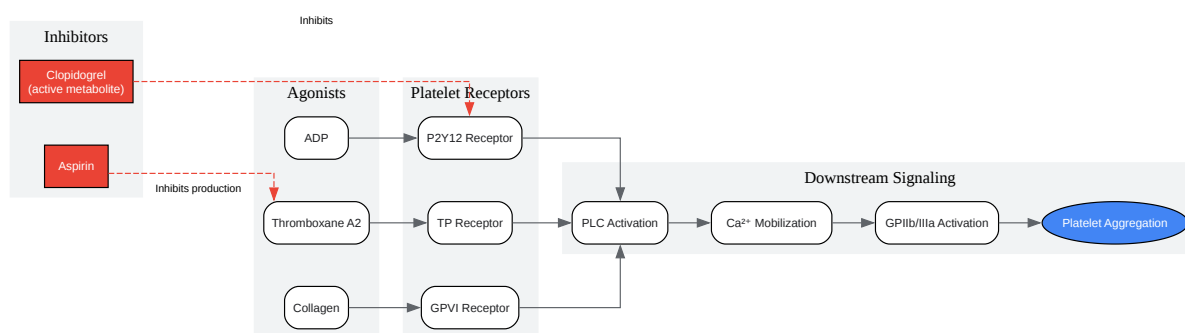 Inhibits
Inhibitors
Clopidogrel
(active metabolite)
Aspirin
Inhibits production
Agonists
ADP
Thromboxane A2
Collagen
Platelet Receptors
P2Y12 Receptor
TP Receptor
GPVI Receptor
Downstream Signaling
PLC Activation
Ca²⁺ Mobilization
GPIIb/IIIa Activation
Platelet Aggregation